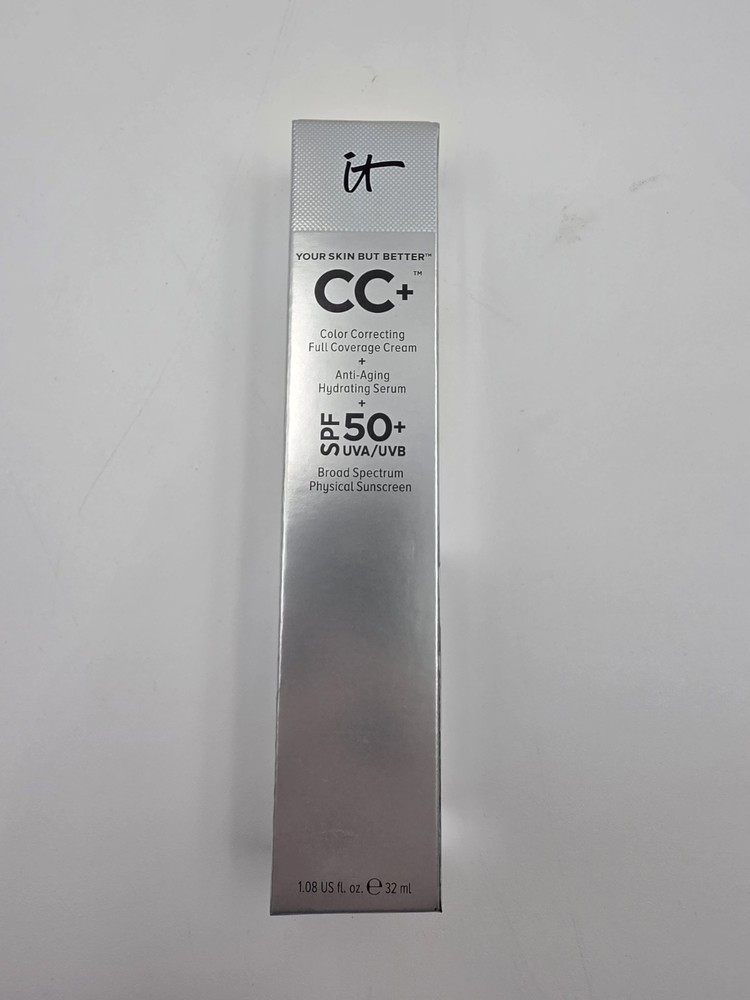 it
YOUR SKIN BUT BETTER™
CC+™
Color Correcting
Full Coverage Cream
+
Anti-Aging
Hydrating Serum
+
SPF 50+
UVA/UVB
Broad Spectrum
Physical Sunscreen
1.08 US fl. oz. ℮ 32 ml